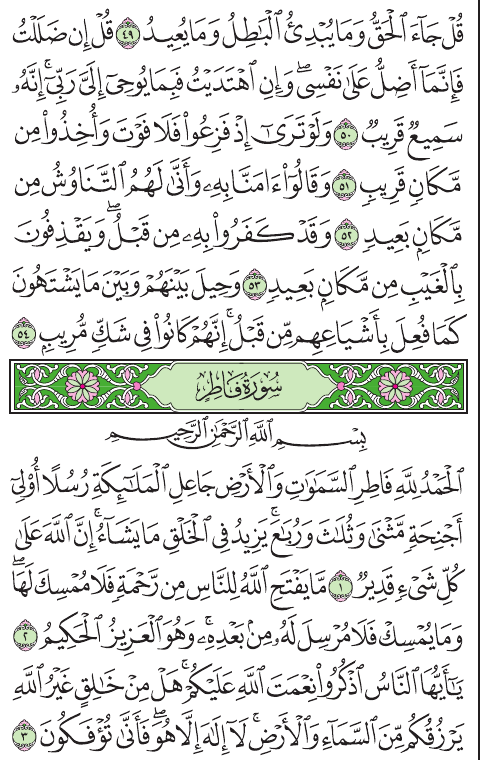 قُلْ جَآءَ ٱلْحَقُّ وَمَا يُبْدِئُ ٱلْبَٰطِلُ وَمَا يُعِيدُ ٤٩ قُلْ إِن ضَلَلْتُ
فَإِنَّمَآ أَضِلُّ عَلَىٰ نَفْسِى ۖ وَإِنِ ٱهْتَدَيْتُ فَبِمَا يُوحِىٓ إِلَىَّ رَبِّىٓ ۚ إِنَّهُۥ
سَمِيعٌ قَرِيبٌ ٥٠ وَلَوْ تَرَىٰٓ إِذْ فَزِعُوا۟ فَلَا فَوْتَ وَأُخِذُوا۟ مِن
مَّكَانٍ قَرِيبٍ ٥١ وَقَالُوٓا۟ ءَامَنَّا بِهِۦ وَأَنَّىٰ لَهُمُ ٱلتَّنَاوُشُ مِن
مَّكَانٍۭ بَعِيدٍ ٥٢ وَقَدْ كَفَرُوا۟ بِهِۦ مِن قَبْلُ ۖ وَيَقْذِفُونَ
بِٱلْغَيْبِ مِن مَّكَانٍۭ بَعِيدٍ ٥٣ وَحِيلَ بَيْنَهُمْ وَبَيْنَ مَا يَشْتَهُونَ
كَمَا فُعِلَ بِأَشْيَاعِهِم مِّن قَبْلُ ۚ إِنَّهُمْ كَانُوا۟ فِى شَكٍّ مُّرِيبٍۭ ٥٤
سُورَةُ فَاطِرٍ
بِسْمِ ٱللَّهِ ٱلرَّحْمَٰنِ ٱلرَّحِيمِ
ٱلْحَمْدُ لِلَّهِ فَاطِرِ ٱلسَّمَٰوَٰتِ وَٱلْأَرْضِ جَاعِلِ ٱلْمَلَٰٓئِكَةِ رُسُلًا أُو۟لِىٓ
أَجْنِحَةٍ مَّثْنَىٰ وَثُلَٰثَ وَرُبَٰعَ ۚ يَزِيدُ فِى ٱلْخَلْقِ مَا يَشَآءُ ۚ إِنَّ ٱللَّهَ عَلَىٰ
كُلِّ شَىْءٍ قَدِيرٌ ١ مَّا يَفْتَحِ ٱللَّهُ لِلنَّاسِ مِن رَّحْمَةٍ فَلَا مُمْسِكَ لَهَا ۖ
وَمَا يُمْسِكْ فَلَا مُرْسِلَ لَهُۥ مِنۢ بَعْدِهِۦ ۚ وَهُوَ ٱلْعَزِيزُ ٱلْحَكِيمُ ٢
يَٰٓأَيُّهَا ٱلنَّاسُ ٱذْكُرُوا۟ نِعْمَتَ ٱللَّهِ عَلَيْكُمْ ۚ هَلْ مِنْ خَٰلِقٍ غَيْرُ ٱللَّهِ
يَرْزُقُكُم مِّنَ ٱلسَّمَآءِ وَٱلْأَرْضِ ۚ لَآ إِلَٰهَ إِلَّا هُوَ ۖ فَأَنَّىٰ تُؤْفَكُونَ ٣